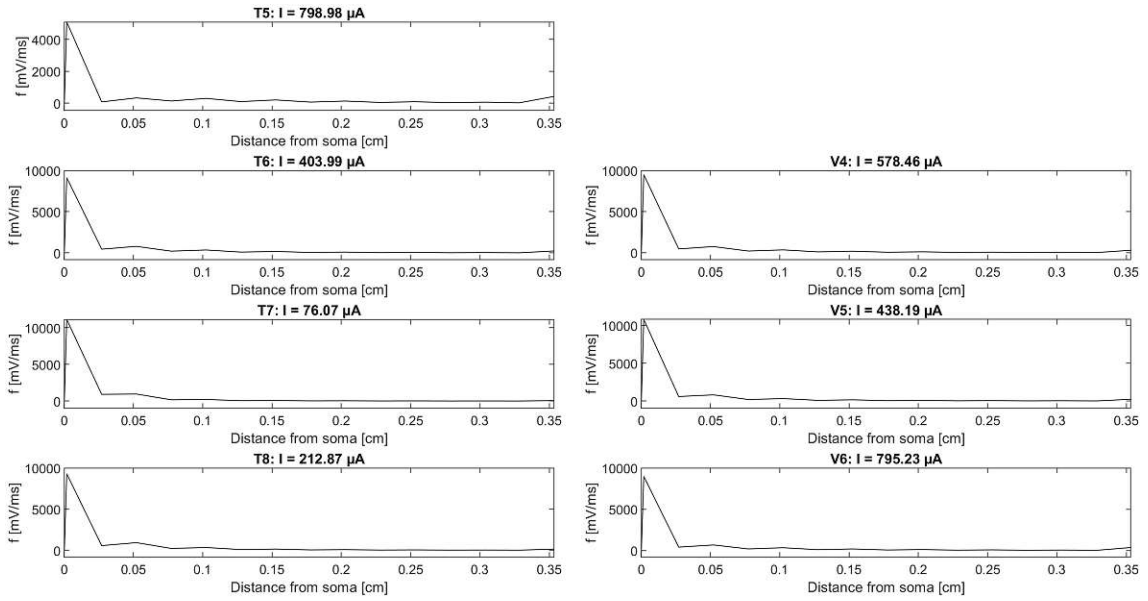 T5: I = 798.98 µA
f [mV/ms]
4000
2000
0
0 0.05 0.1 0.15 0.2 0.25 0.3 0.35
Distance from soma [cm]
T6: I = 403.99 µA
f [mV/ms]
10000
5000
0
0 0.05 0.1 0.15 0.2 0.25 0.3 0.35
Distance from soma [cm]
V4: I = 578.46 µA
f [mV/ms]
10000
5000
0
0 0.05 0.1 0.15 0.2 0.25 0.3 0.35
Distance from soma [cm]
T7: I = 76.07 µA
f [mV/ms]
10000
5000
0
0 0.05 0.1 0.15 0.2 0.25 0.3 0.35
Distance from soma [cm]
V5: I = 438.19 µA
f [mV/ms]
10000
5000
0
0 0.05 0.1 0.15 0.2 0.25 0.3 0.35
Distance from soma [cm]
T8: I = 212.87 µA
f [mV/ms]
10000
5000
0
0 0.05 0.1 0.15 0.2 0.25 0.3 0.35
Distance from soma [cm]
V6: I = 795.23 µA
f [mV/ms]
10000
5000
0
0 0.05 0.1 0.15 0.2 0.25 0.3 0.35
Distance from soma [cm]